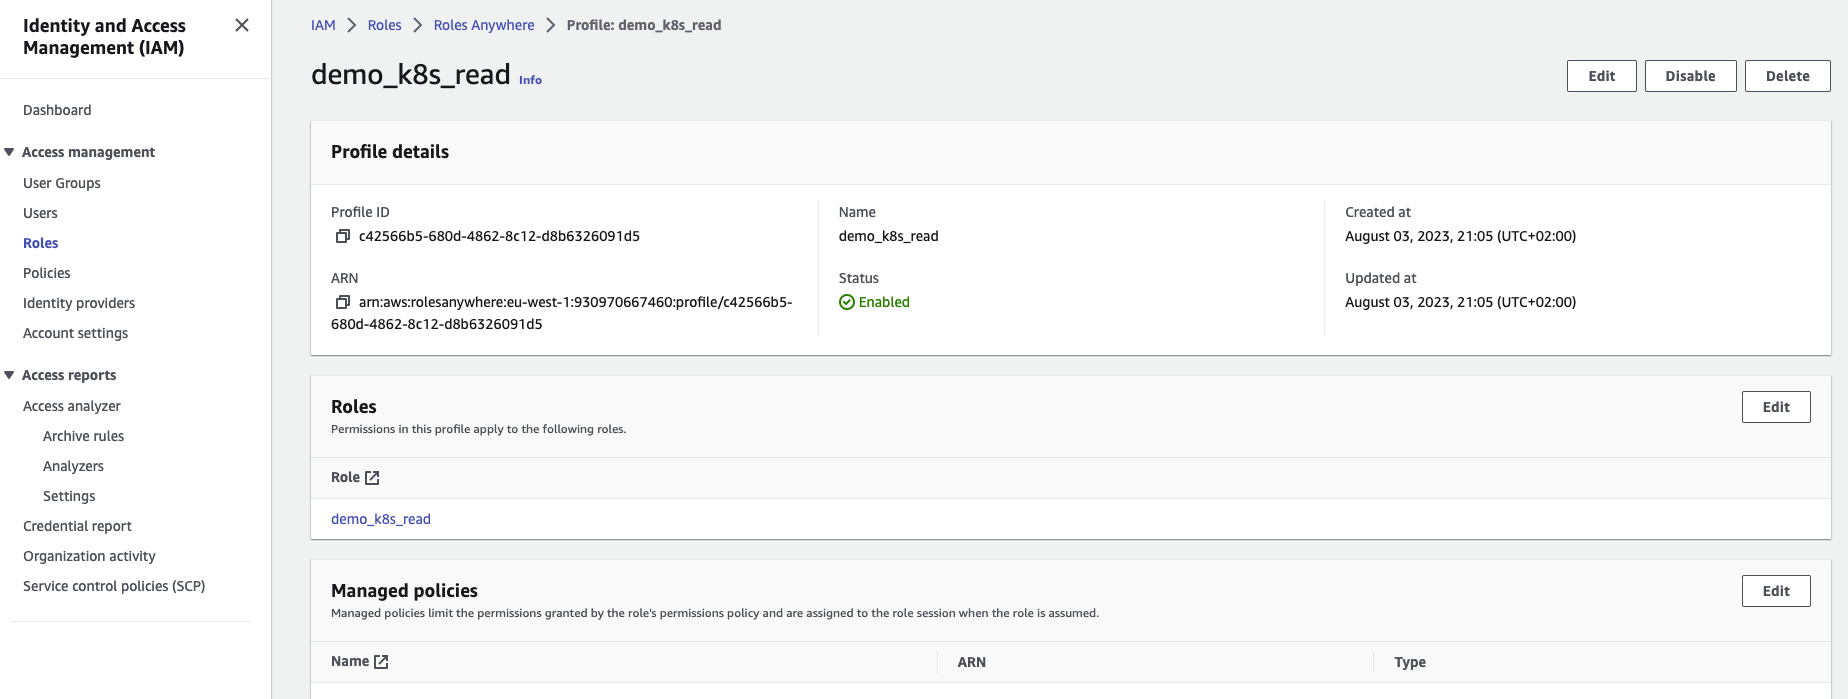 Identity and Access
Management (IAM)
Dashboard
Access management
User Groups
Users
Roles
Policies
Identity providers
Account settings
Access reports
Access analyzer
Archive rules
Analyzers
Settings
Credential report
Organization activity
Service control policies (SCP)
IAM > Roles > Roles Anywhere > Profile: demo_k8s_read
demo_k8s_read Info
Edit Disable Delete
Profile details
Profile ID
c42566b5-680d-4862-8c12-d8b6326091d5
ARN
arn:aws:rolesanywhere:eu-west-1:930970667460:profile/c42566b5-
680d-4862-8c12-d8b6326091d5
Name
demo_k8s_read
Status
Enabled
Created at
August 03, 2023, 21:05 (UTC+02:00)
Updated at
August 03, 2023, 21:05 (UTC+02:00)
Roles
Edit
Permissions in this profile apply to the following roles.
Role
demo_k8s_read
Managed policies
Edit
Managed policies limit the permissions granted by the role's permissions policy and are assigned to the role session when the role is assumed.
Name ARN Type